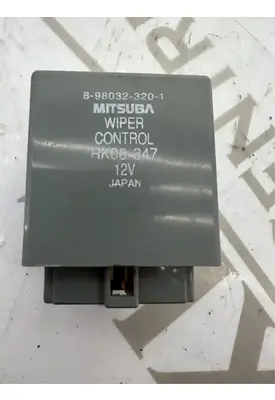 8-98032-320-1
MITSUBA
WIPER
CONTROL
RK06-347
12V
JAPAN